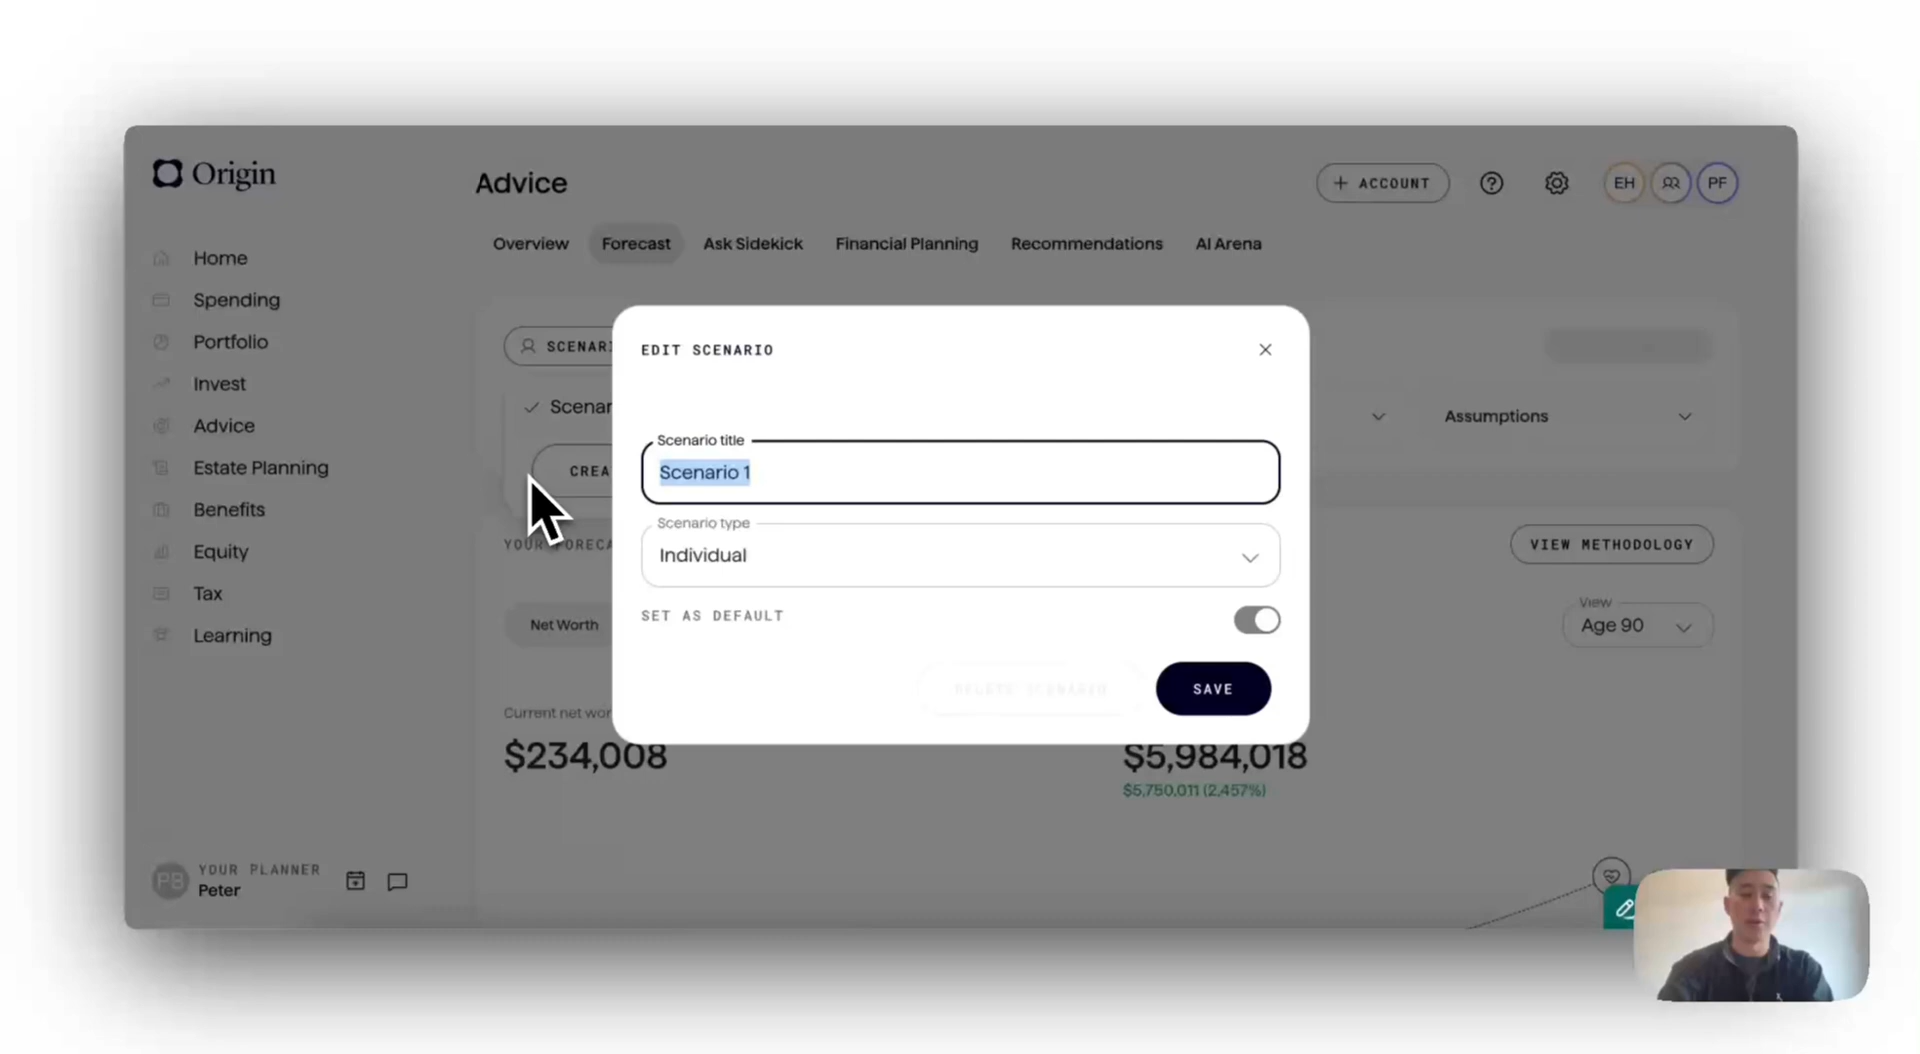 Origin
Advice
+ ACCOUNT
EH
PF
Overview
Forecast
Ask Sidekick
Financial Planning
Recommendations
AI Arena
Home
Spending
Portfolio
Invest
Advice
Estate Planning
Benefits
Equity
Tax
Learning
SCENARI
Scenar
CREA
Assumptions
EDIT SCENARIO
Scenario title
Scenario 1
Scenario type
Individual
SET AS DEFAULT
DELETE SCENARIO
SAVE
YOUR FORECA
VIEW METHODOLOGY
Net Worth
View
Age 90
Current net wor
$234,008
$5,984,018
$5,750,011 (2,457%)
PB
YOUR PLANNER
Peter